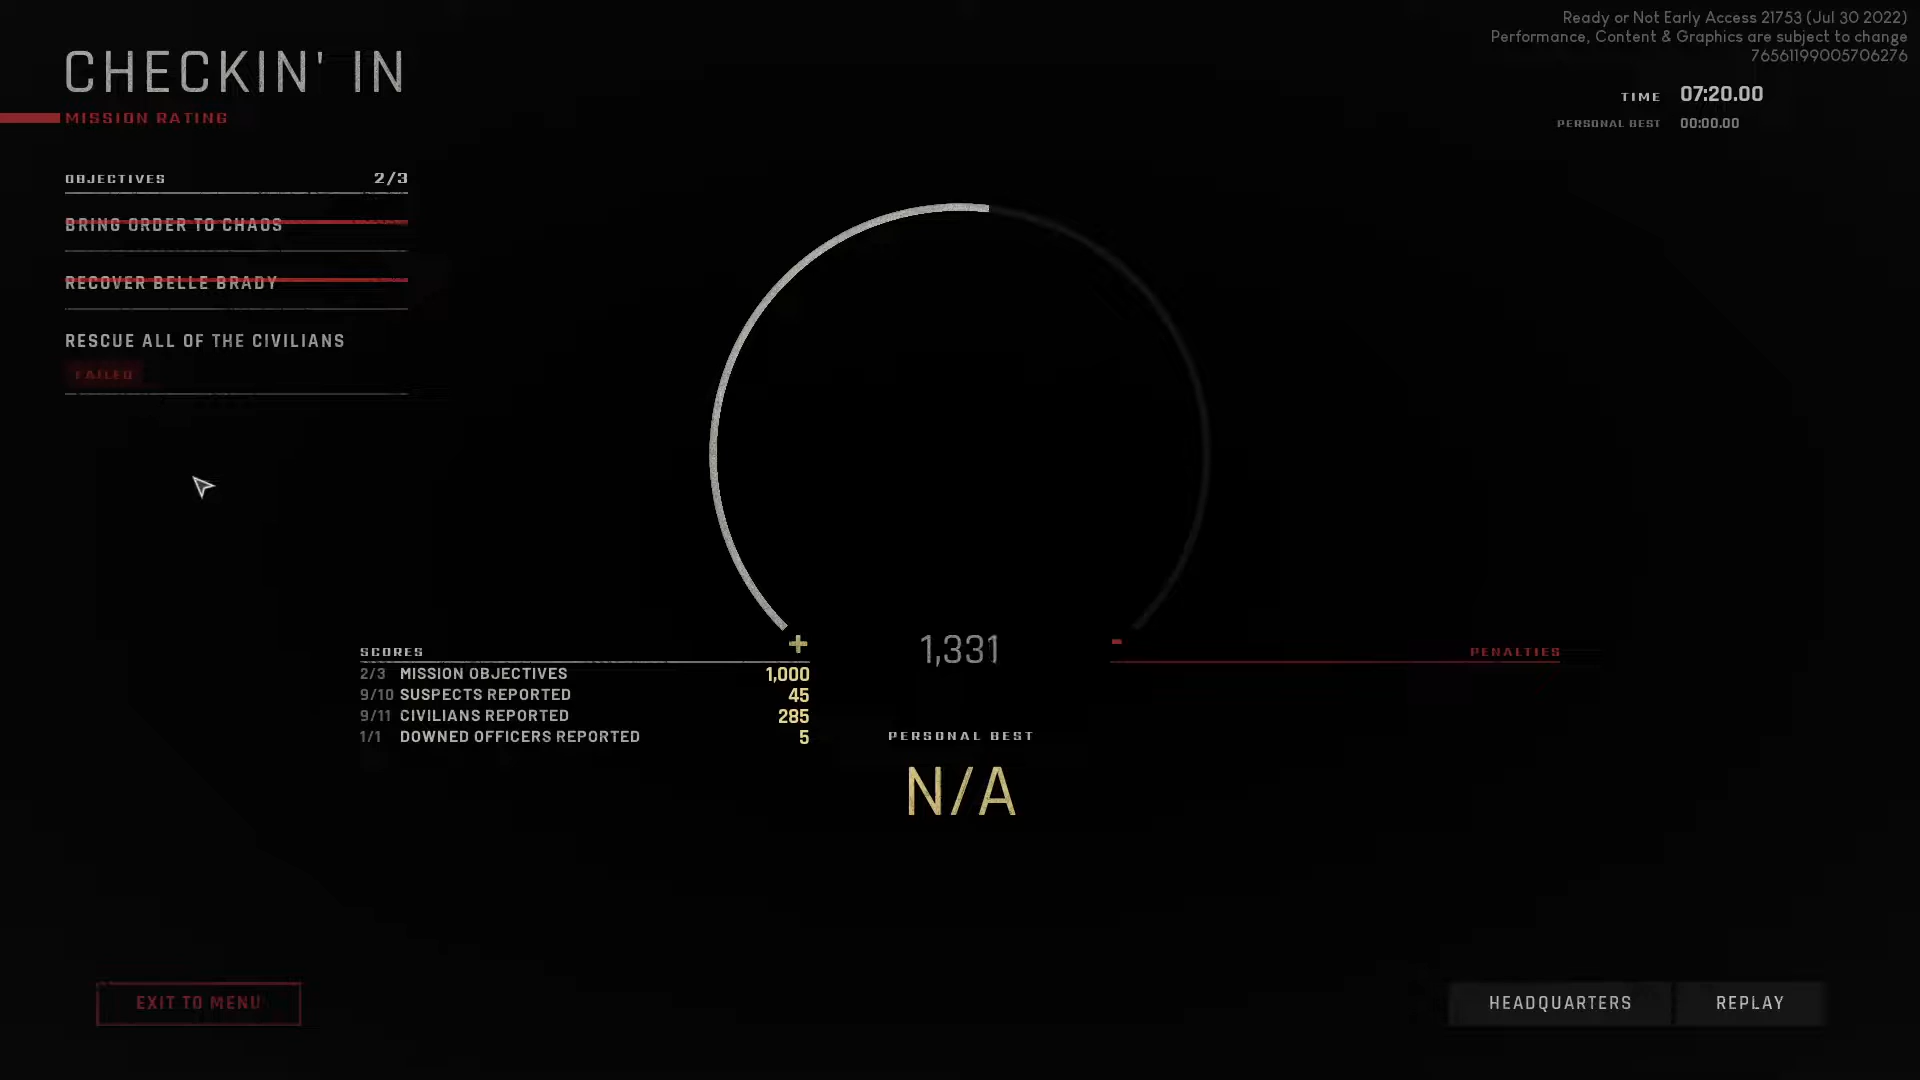 Ready or Not Early Access 21753 (Jul 30 2022)
Performance, Content & Graphics are subject to change
76561199005706276
CHECKIN' IN
MISSION RATING
TIME 07:20.00
PERSONAL BEST 00:00.00
OBJECTIVES 2/3
BRING ORDER TO CHAOS
RECOVER BELLE BRADY
RESCUE ALL OF THE CIVILIANS
FAILED
+
1,331
-
SCORES
PENALTIES
2/3 MISSION OBJECTIVES 1,000
9/10 SUSPECTS REPORTED 45
9/11 CIVILIANS REPORTED 285
1/1 DOWNED OFFICERS REPORTED 5
PERSONAL BEST
N/A
EXIT TO MENU
HEADQUARTERS
REPLAY